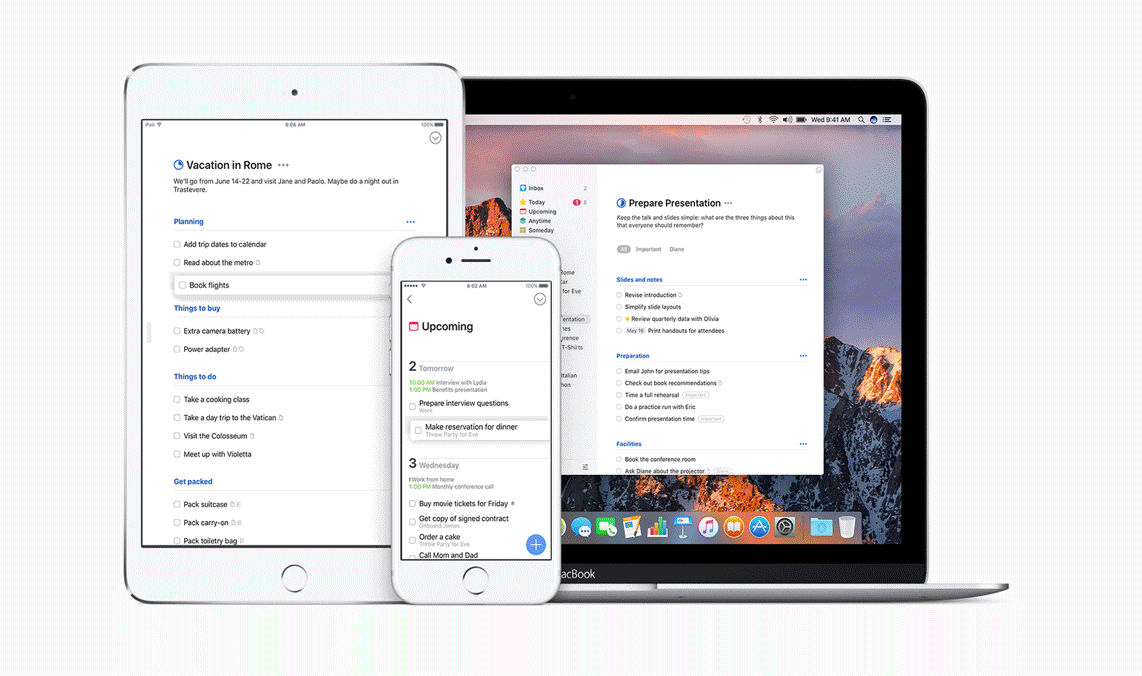 iPad
8:06 AM
100%
Vacation in Rome
We'll go from June 14-22 and visit Jane and Paolo. Maybe do a night out in
Trastevere.
Planning
Add trip dates to calendar
Read about the metro
Book flights
Things to buy
Extra camera battery
Power adapter
Things to do
Take a cooking class
Take a day trip to the Vatican
Visit the Colosseum
Meet up with Violetta
Get packed
Pack suitcase
Pack carry-on
Pack toiletry bag
6:02 AM
100%
Upcoming
2 Tomorrow
10:00 AM Interview with Lydia
1:00 PM Benefits presentation
Prepare interview questions
Work
Make reservation for dinner
Throw Party for Eve
3 Wednesday
Work from home
1:00 PM Monthly conference call
Buy movie tickets for Friday
Get copy of signed contract
Onboard James
Order a cake
Throw Party for Eve
Call Mom and Dad
Wed 9:41 AM
Inbox 2
Today 1 8
Upcoming
Anytime
Someday
ome
ar
for Eve
entation
nes
erence
T-Shirts
Italian
hon
Prepare Presentation
Keep the talk and slides simple: what are the three things about this
that everyone should remember?
All Important Diane
Slides and notes
Revise introduction
Simplify slide layouts
Review quarterly data with Olivia
May 16 Print handouts for attendees
Preparation
Email John for presentation tips
Check out book recommendations
Time a full rehearsal Important
Do a practice run with Eric
Confirm presentation time Important
Facilities
Book the conference room
Ask Diane about the projector Diane
acBook